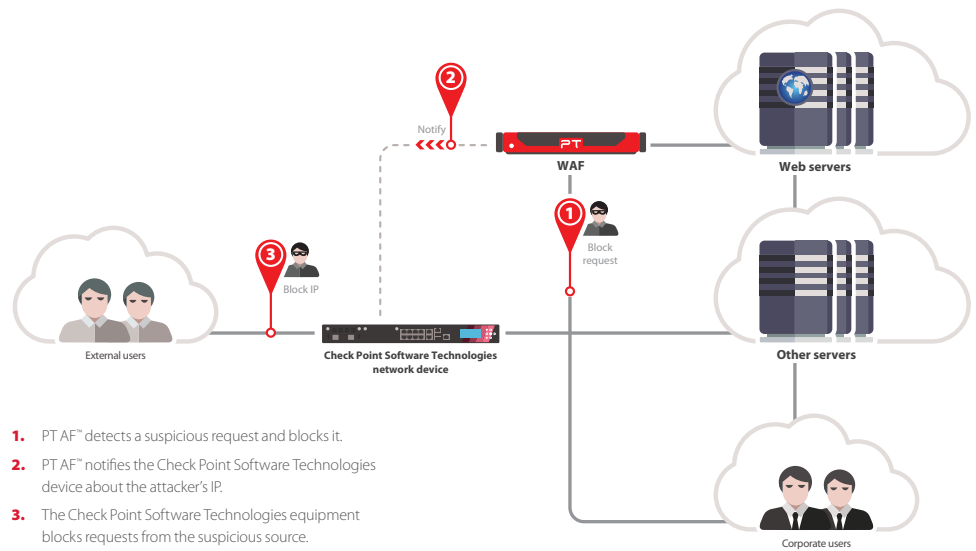 2
Notify
PT
WAF
Web servers
1
Block
request
3
Block IP
External users
Check Point Software Technologies
network device
Other servers
1. PT AF™ detects a suspicious request and blocks it.
2. PT AF™ notifies the Check Point Software Technologies
device about the attacker's IP.
3. The Check Point Software Technologies equipment
blocks requests from the suspicious source.
Corporate users